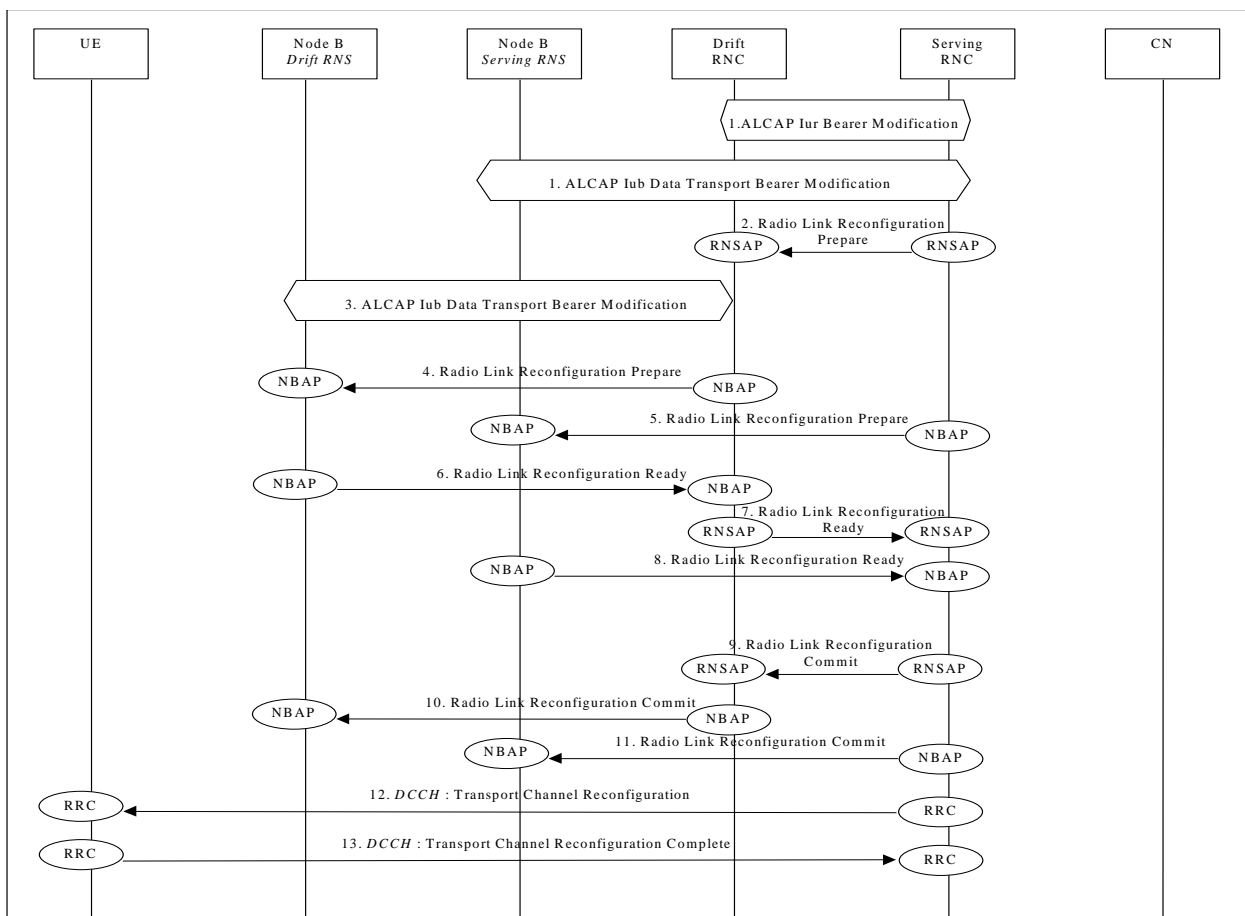 UE
Node B
Drift RNS
Node B
Serving RNS
Drift
RNC
Serving
RNC
CN
1.ALCAP Iur Bearer Modification
1. ALCAP Iub Data Transport Bearer Modification
2. Radio Link Reconfiguration
Prepare
RNSAP
RNSAP
3. ALCAP Iub Data Transport Bearer Modification
NBAP
4. Radio Link Reconfiguration Prepare
NBAP
NBAP
5. Radio Link Reconfiguration Prepare
NBAP
NBAP
6. Radio Link Reconfiguration Ready
NBAP
RNSAP
7. Radio Link Reconfiguration
Ready
RNSAP
NBAP
8. Radio Link Reconfiguration Ready
NBAP
RNSAP
9. Radio Link Reconfiguration
Commit
RNSAP
NBAP
10. Radio Link Reconfiguration Commit
NBAP
NBAP
11. Radio Link Reconfiguration Commit
NBAP
RRC
12. DCCH : Transport Channel Reconfiguration
RRC
RRC
13. DCCH : Transport Channel Reconfiguration Complete
RRC